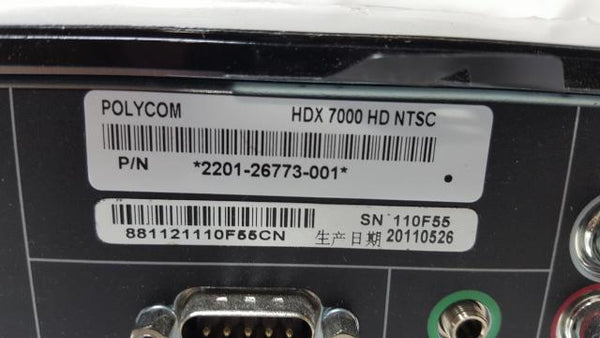 POLYCOM HDX 7000 HD NTSC
P/N *2201-26773-001*
SN 110F55
881121110F55CN 生产日期 20110526